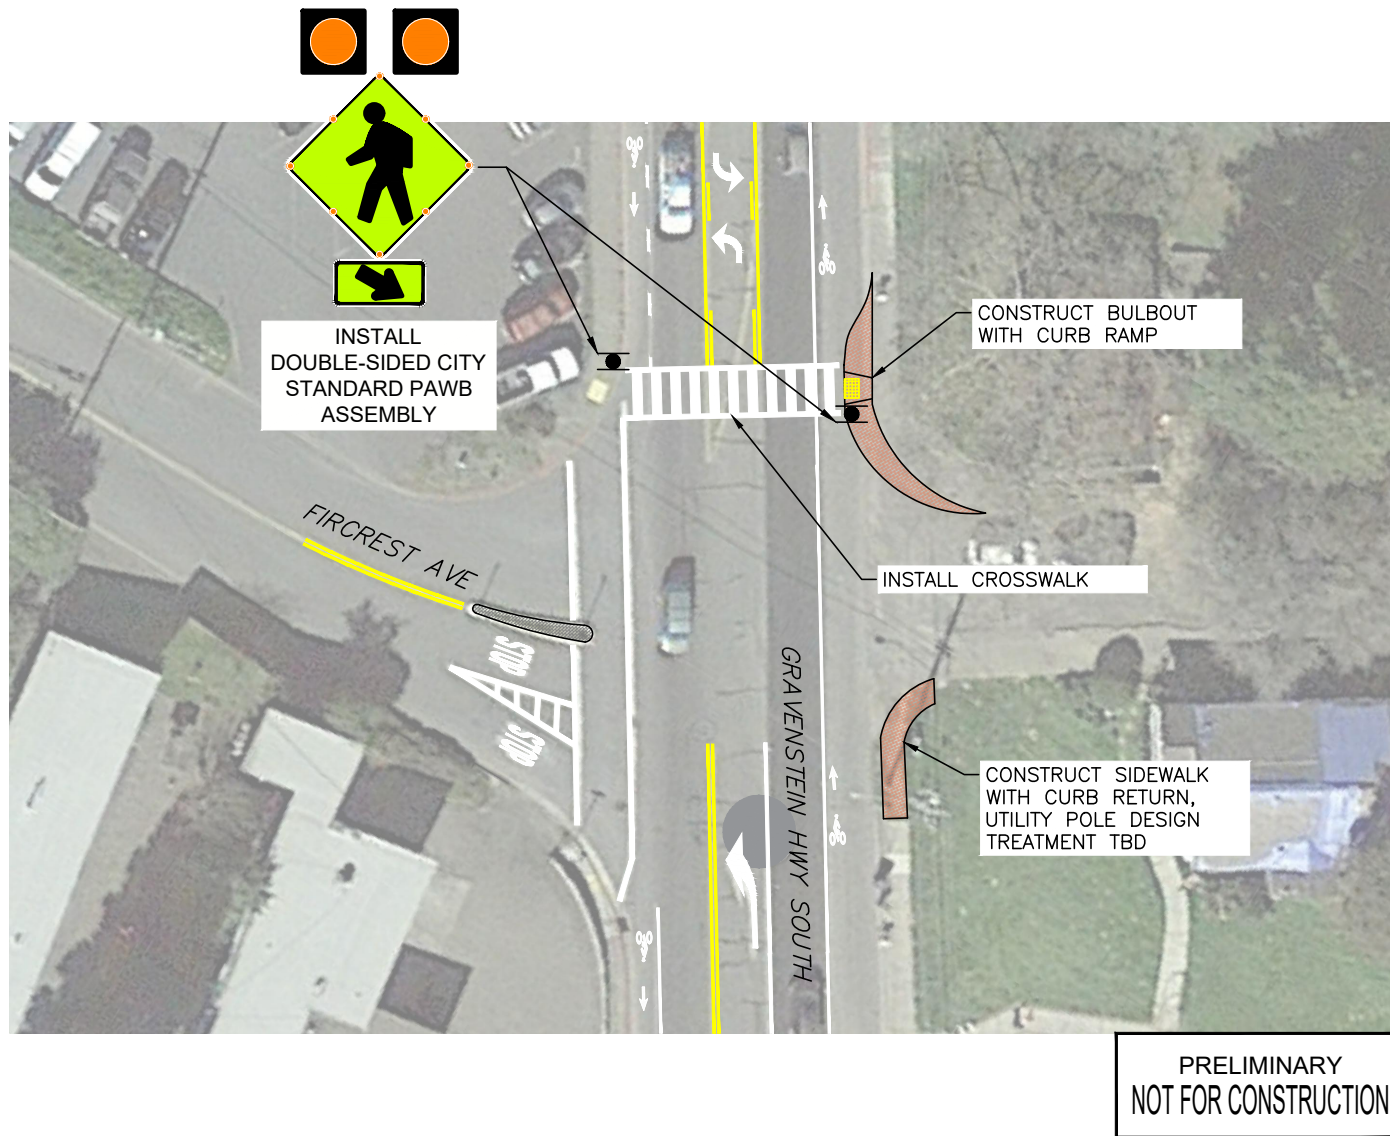 INSTALL
DOUBLE-SIDED CITY
STANDARD PAWB
ASSEMBLY
CONSTRUCT BULBOUT
WITH CURB RAMP
INSTALL CROSSWALK
FIRCREST AVE
STOP
STOP
GRAVENSTEIN HWY SOUTH
CONSTRUCT SIDEWALK
WITH CURB RETURN,
UTILITY POLE DESIGN
TREATMENT TBD
PRELIMINARY
NOT FOR CONSTRUCTION